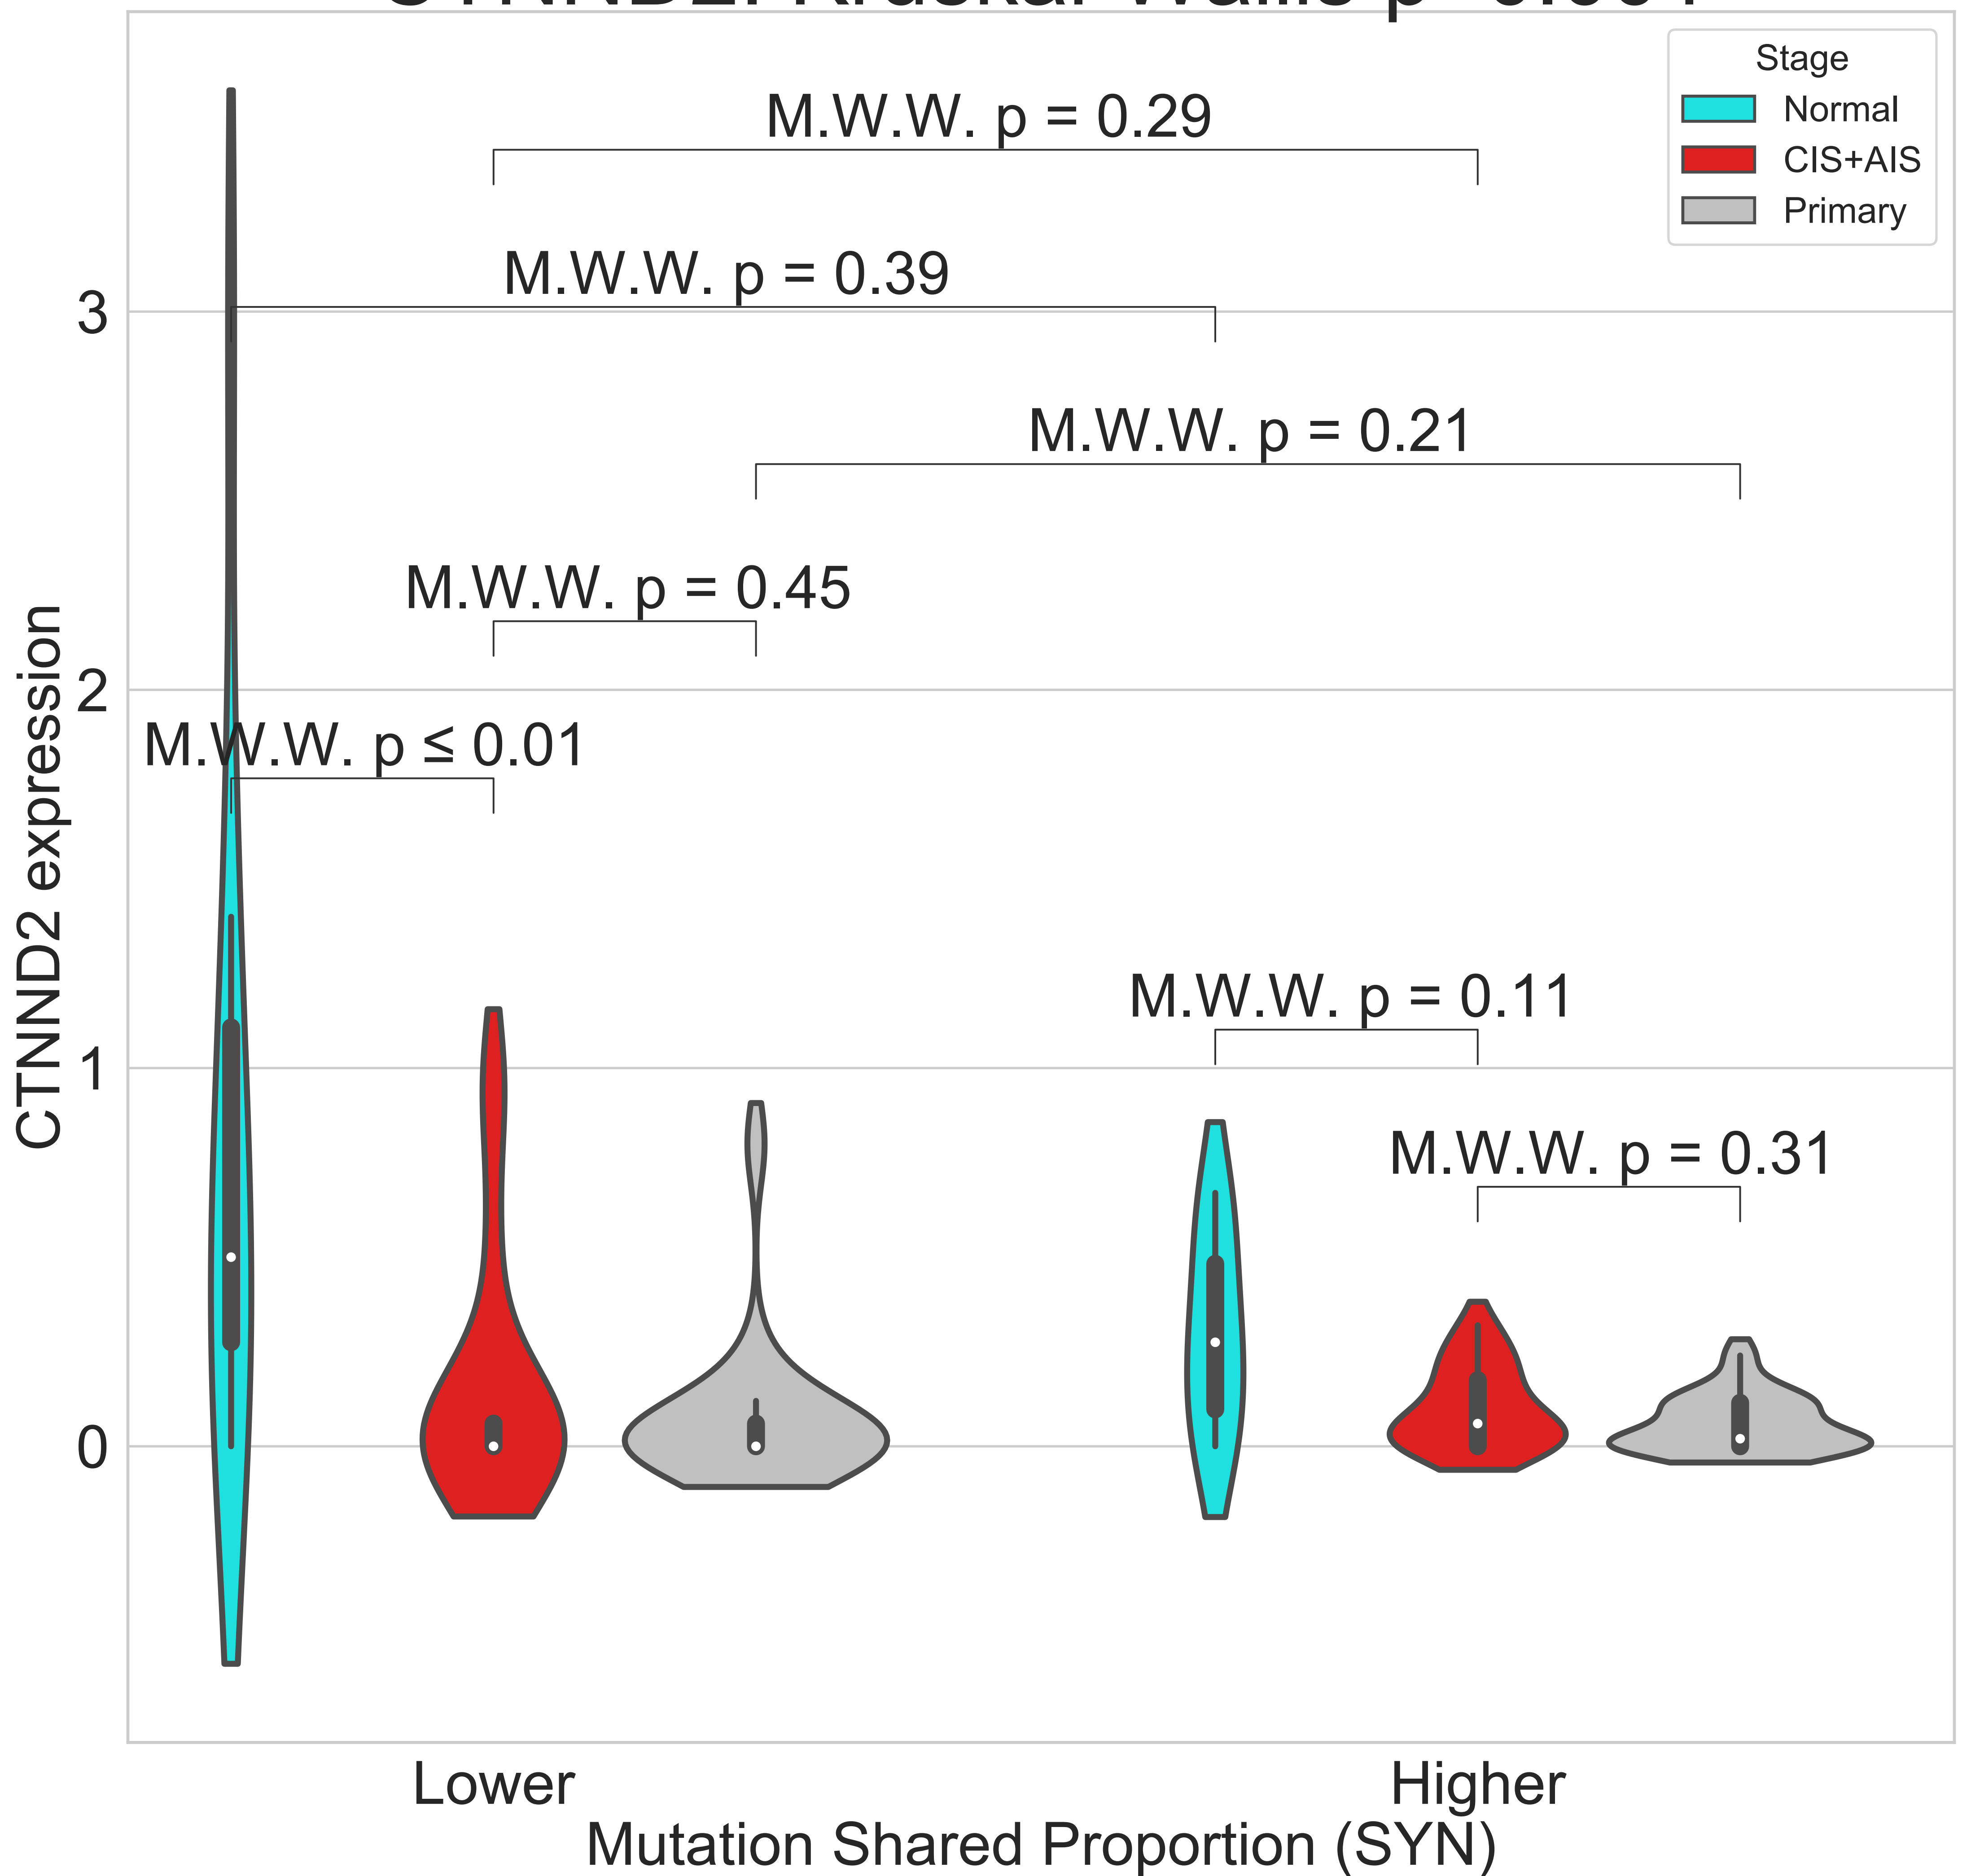 Stage
Normal
CIS+AIS
Primary
M.W.W. p = 0.29
M.W.W. p = 0.39
M.W.W. p = 0.21
M.W.W. p = 0.45
M.W.W. p ≤ 0.01
M.W.W. p = 0.11
M.W.W. p = 0.31
3
2
1
0
CTNND2 expression
Lower
Higher
Mutation Shared Proportion (SYN)